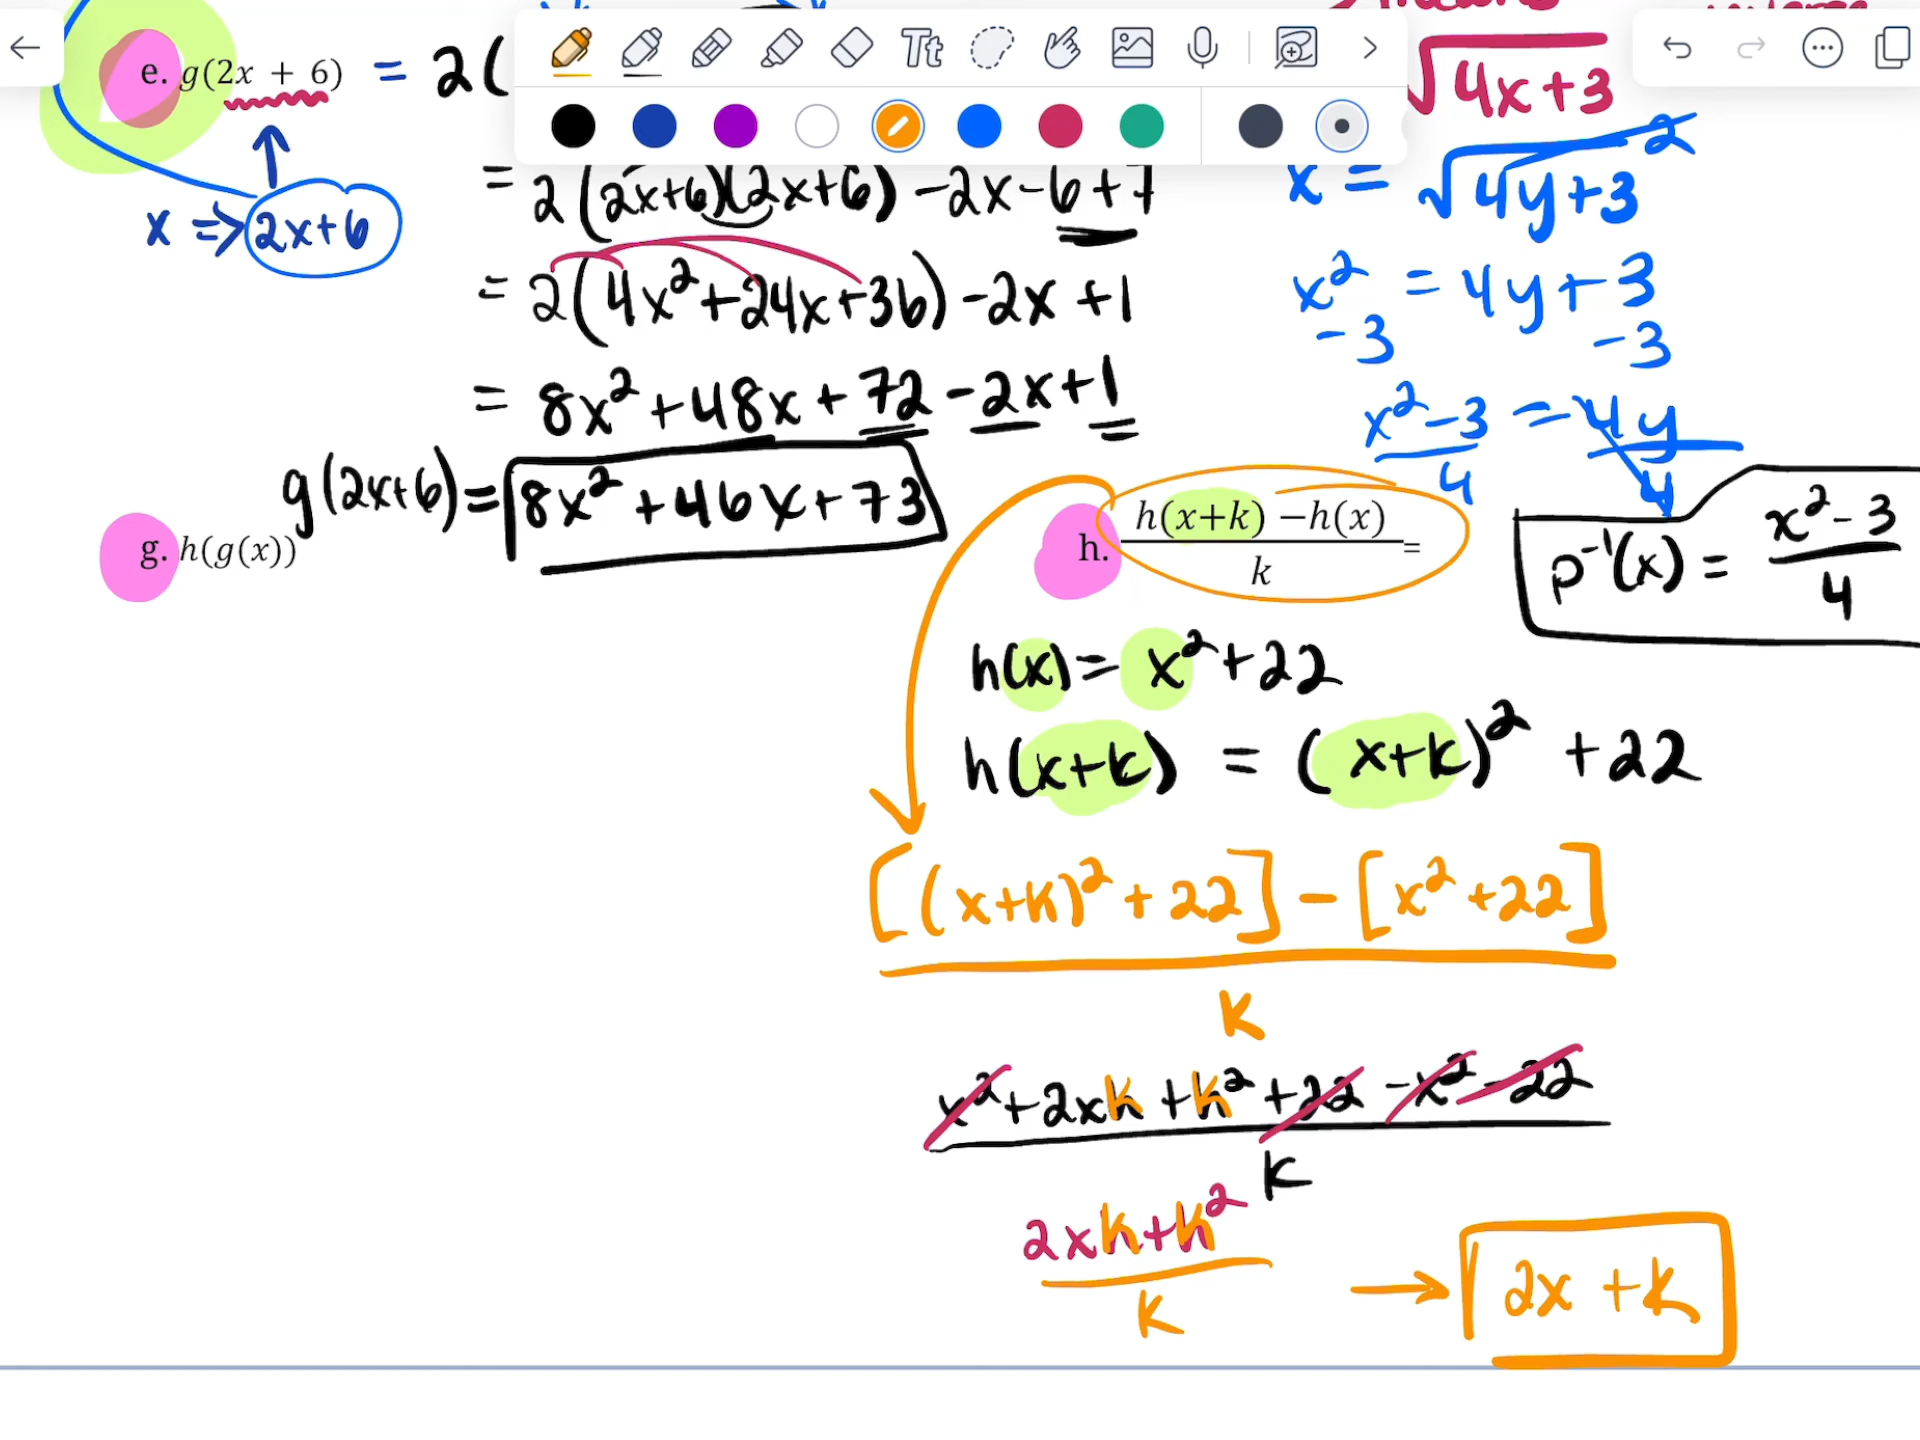 e. g(2x + 6) = 2(
x ⇒ 2x+6
= 2(2x+6)(2x+6) -2x-6+7
= 2(4x²+24x+36) -2x +1
= 8x² +48x + 72 -2x+1
g(2x+6)= 8x² +46x+73
g. h(g(x))
√4x+3
x = √4y+3 2
x² = 4y+3
-3 -3
x²-3 = 4y
4 4
p⁻¹(x) = x²-3
4
h. h(x+k) −h(x) =
k
h(x)= x²+22
h(x+k) = (x+k)² +22
[(x+k)²+22] - [x²+22]
k
x²+2xk+k²+22 -x²-22
k
2xk+k²
k
→ 2x +k
Tt